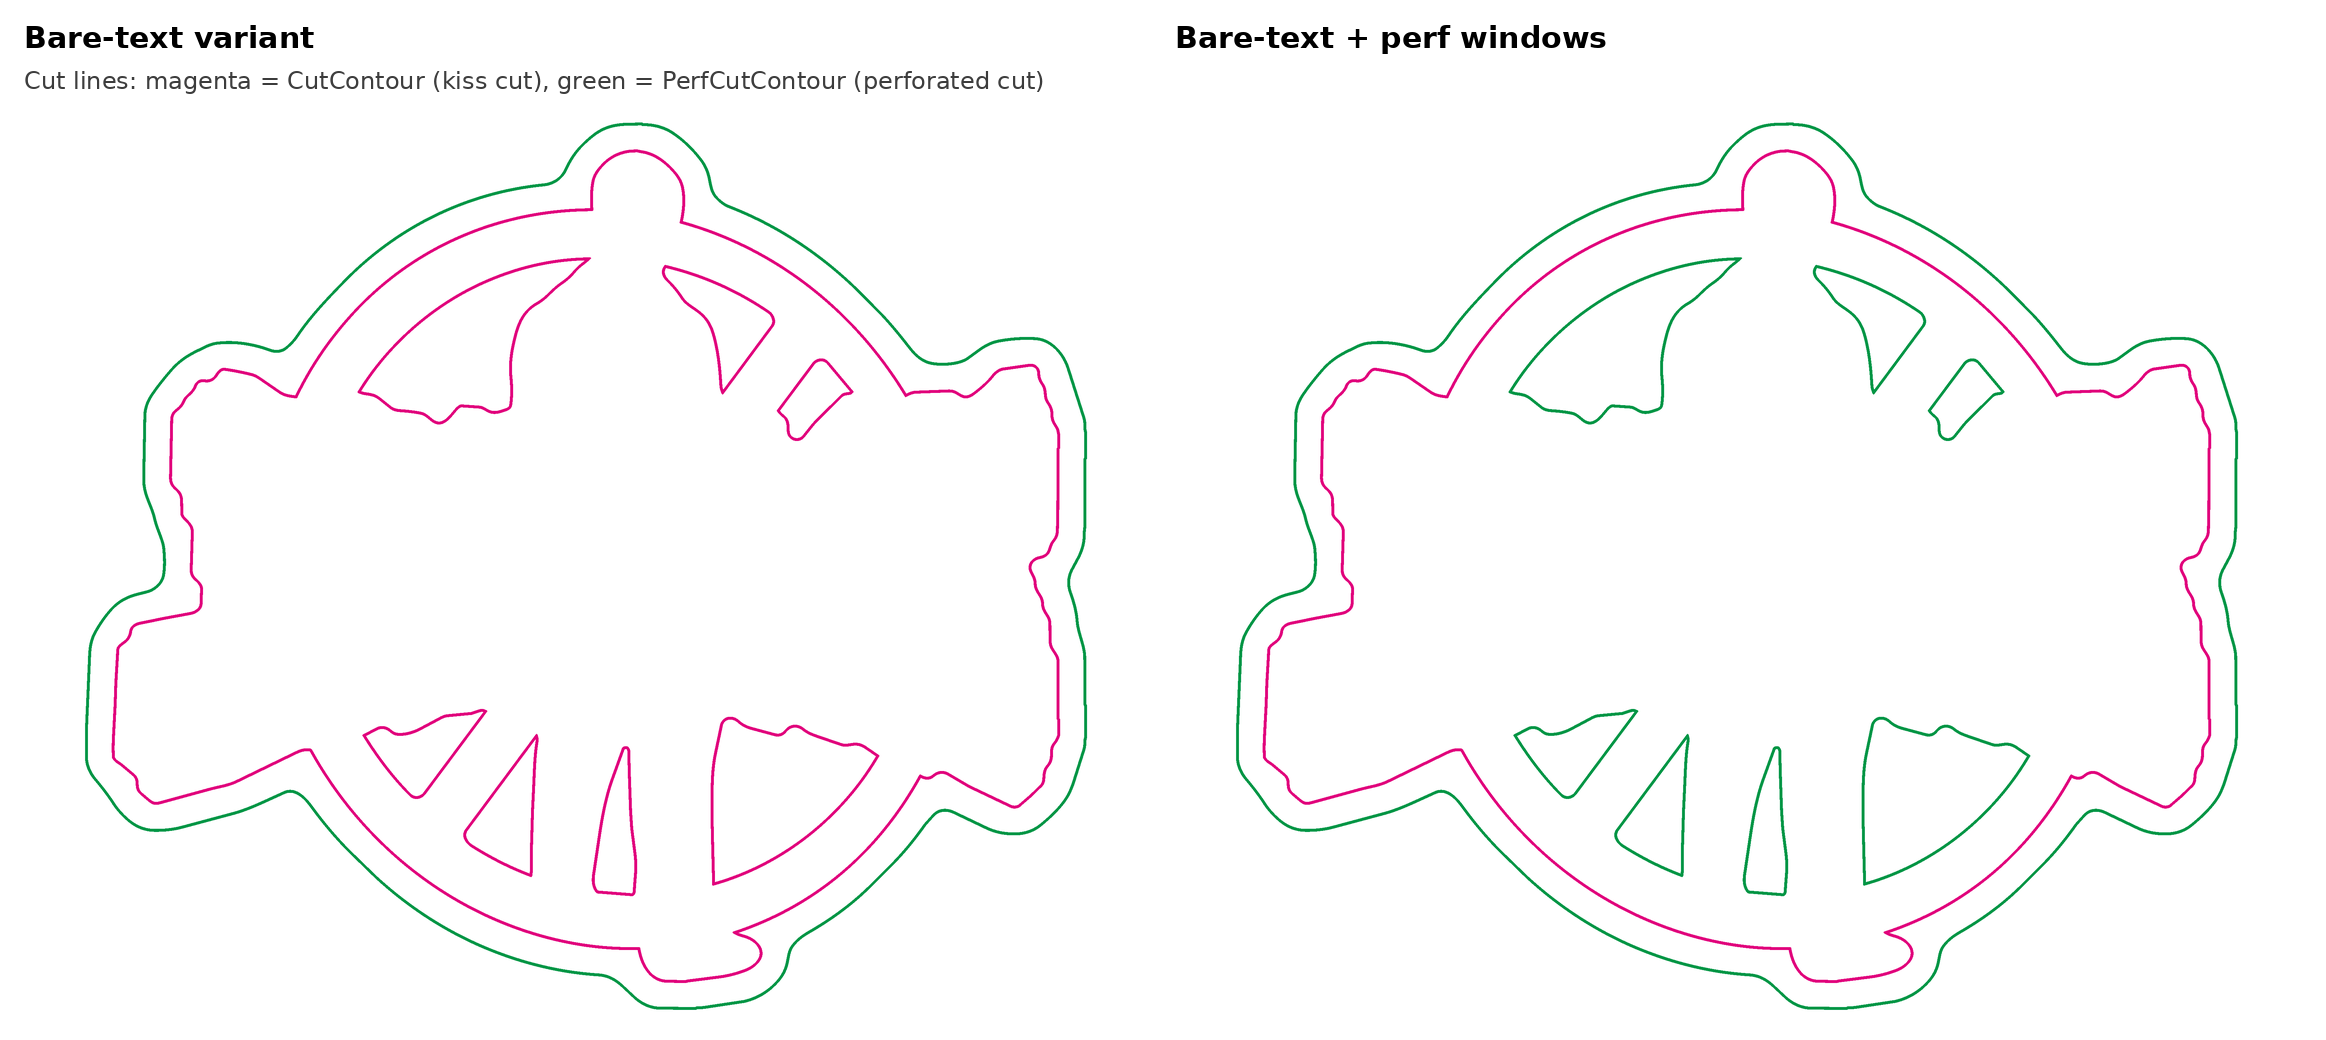 Bare-text variant
Cut lines: magenta = CutContour (kiss cut), green = PerfCutContour (perforated cut)
Bare-text + perf windows